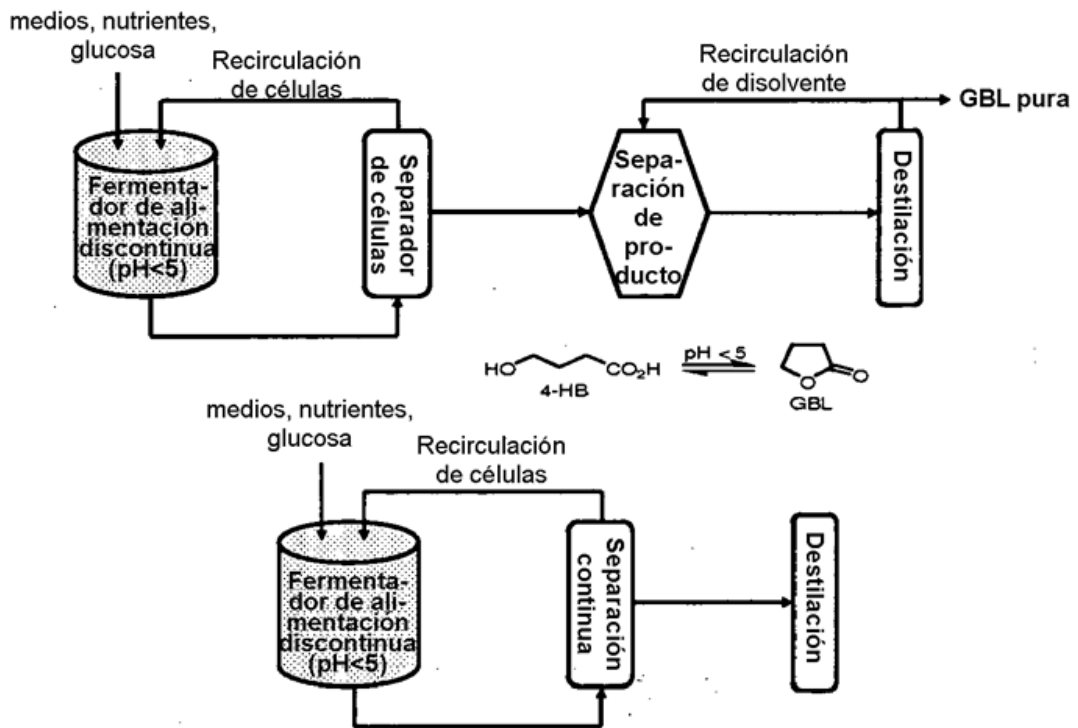 medios, nutrientes,
glucosa
Recirculación
de células
Fermenta-
dor de ali-
mentación
discontinua
(pH<5)
Separador
de células
Recirculación
de disolvente
Sepa-
ración
de
pro-
ducto
Destilación
GBL pura
HO CO₂H
4-HB
pH < 5
O O
GBL
medios, nutrientes,
glucosa
Recirculación
de células
Fermenta-
dor de ali-
mentación
discontinua
(pH<5)
Separación
continua
Destilación